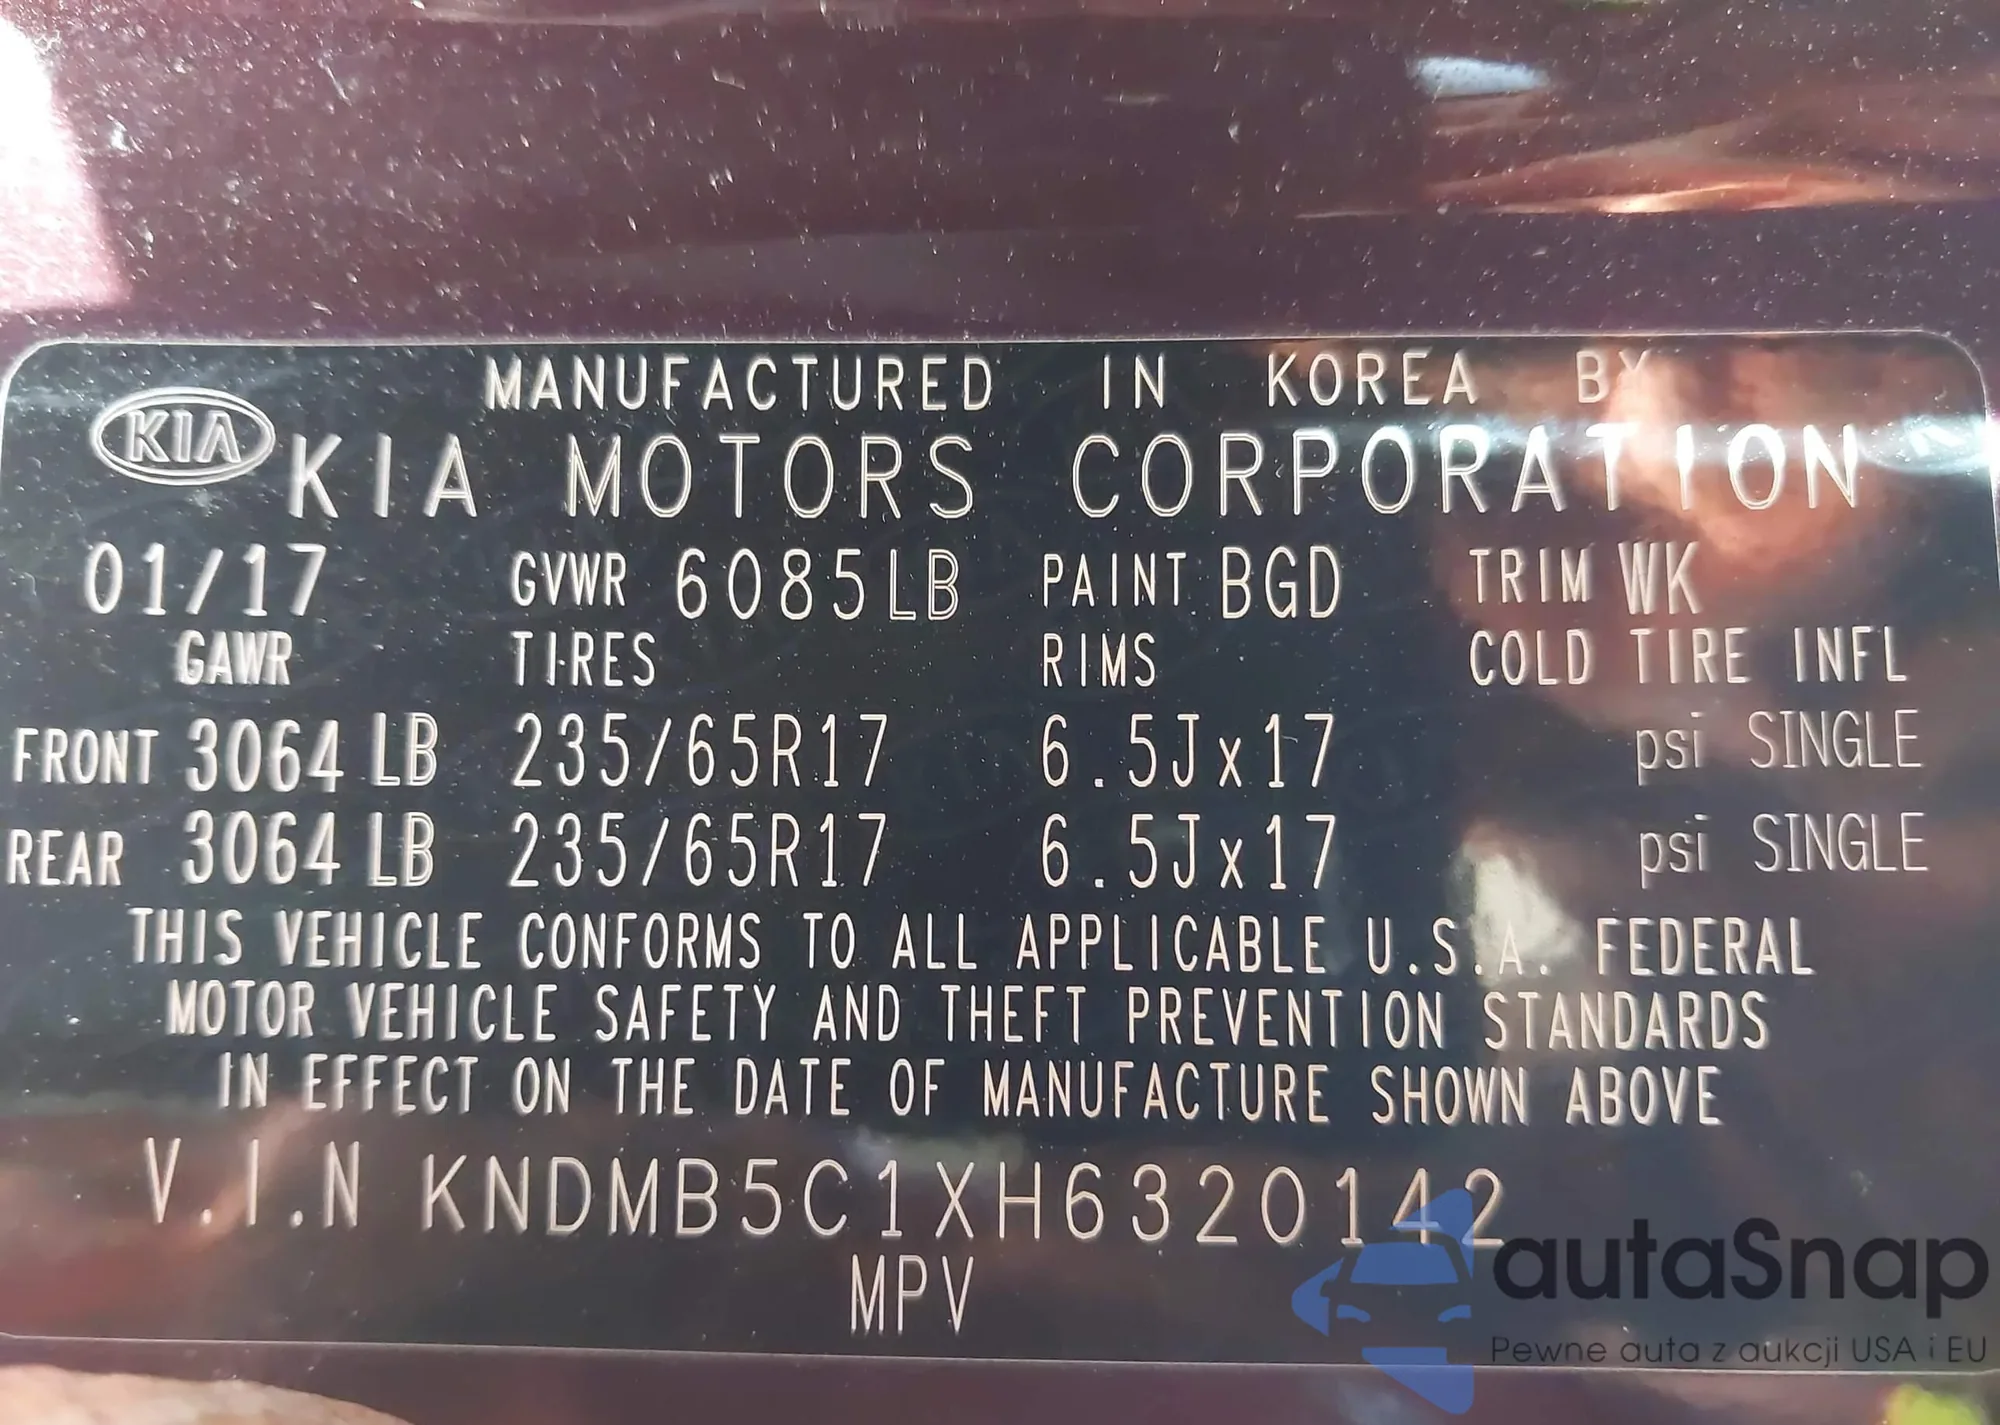 MANUFACTURED IN KOREA BY
KIA KIA MOTORS CORPORATION
01/17 GVWR 6085LB PAINT BGD TRIM WK
GAWR TIRES RIMS COLD TIRE INFL
FRONT 3064 LB 235/65R17 6.5Jx17 psi SINGLE
REAR 3064 LB 235/65R17 6.5Jx17 psi SINGLE
THIS VEHICLE CONFORMS TO ALL APPLICABLE U.S.A. FEDERAL
MOTOR VEHICLE SAFETY AND THEFT PREVENTION STANDARDS
IN EFFECT ON THE DATE OF MANUFACTURE SHOWN ABOVE
V.I.N KNDMB5C1XH6320142
MPV
autaSnap
Pewne auta z aukcji USA i EU